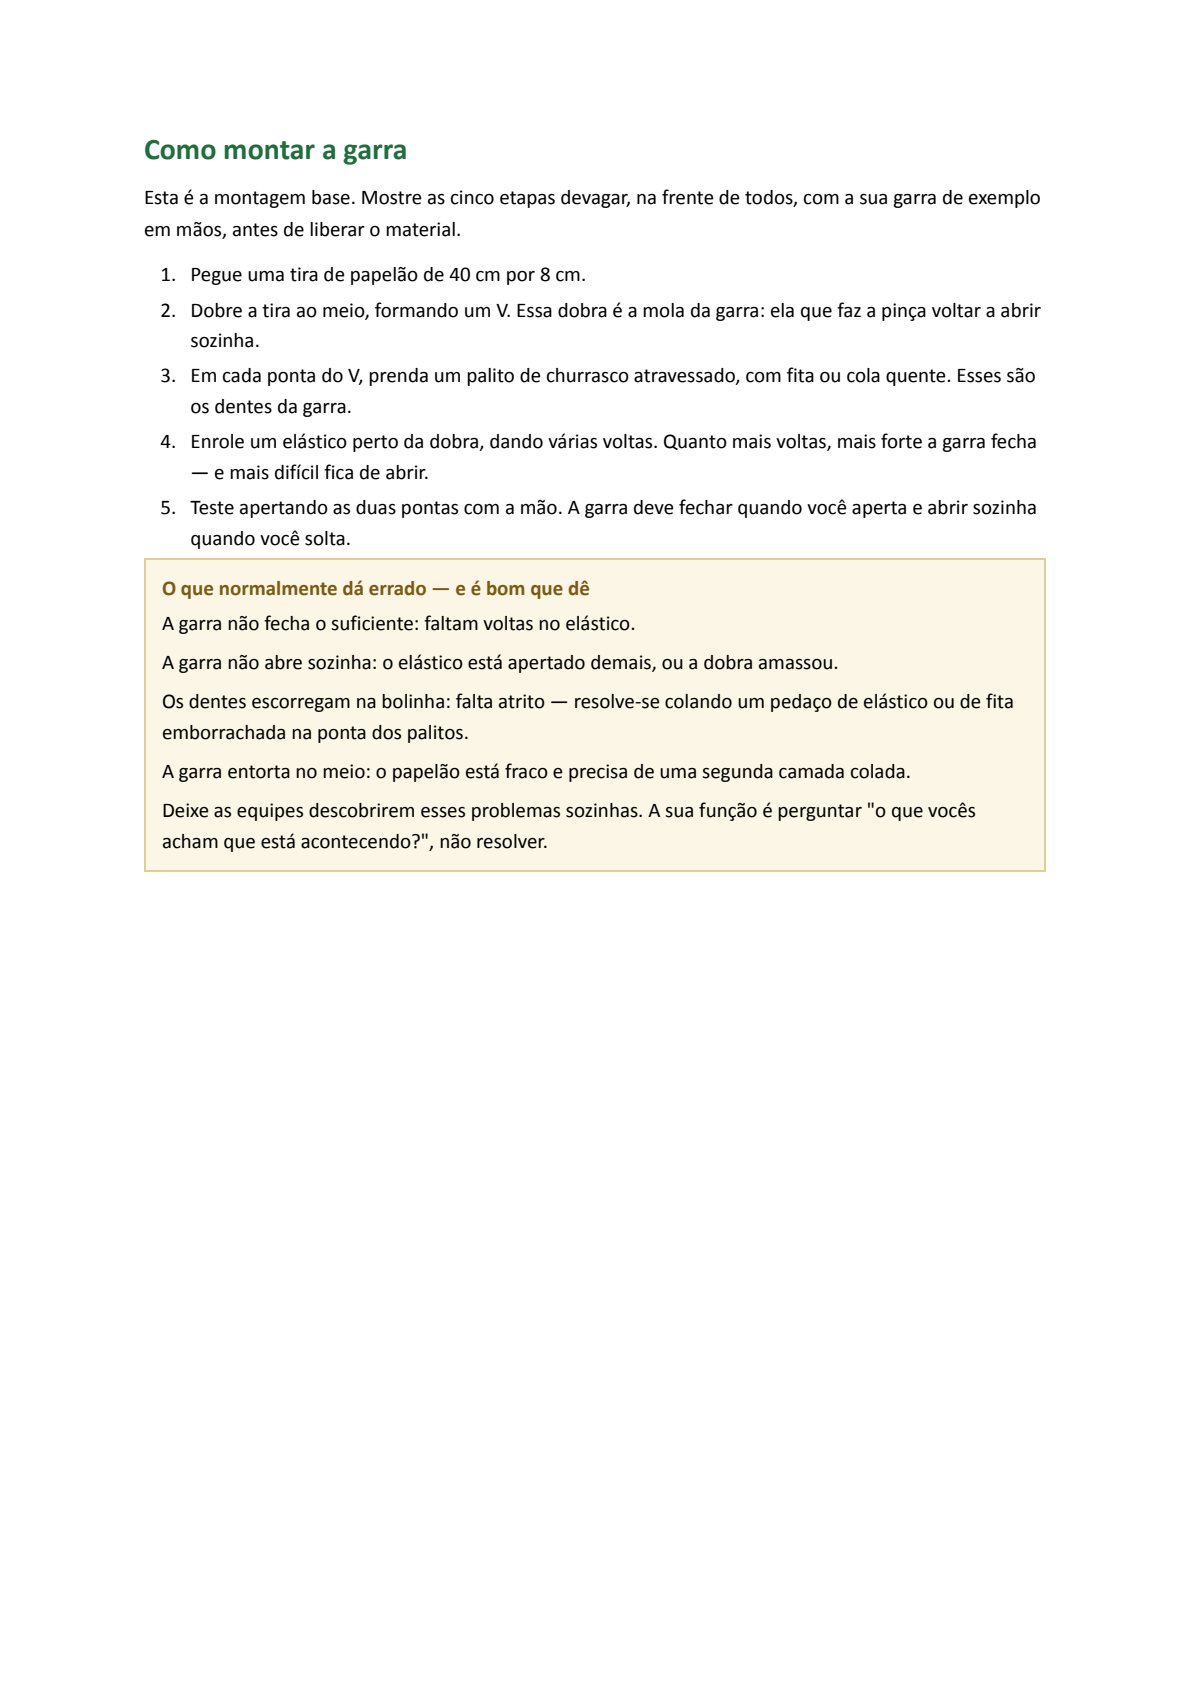 Como montar a garra
Esta é a montagem base. Mostre as cinco etapas devagar, na frente de todos, com a sua garra de exemplo
em mãos, antes de liberar o material.
1. Pegue uma tira de papelão de 40 cm por 8 cm.
2. Dobre a tira ao meio, formando um V. Essa dobra é a mola da garra: ela que faz a pinça voltar a abrir
sozinha.
3. Em cada ponta do V, prenda um palito de churrasco atravessado, com fita ou cola quente. Esses são
os dentes da garra.
4. Enrole um elástico perto da dobra, dando várias voltas. Quanto mais voltas, mais forte a garra fecha
— e mais difícil fica de abrir.
5. Teste apertando as duas pontas com a mão. A garra deve fechar quando você aperta e abrir sozinha
quando você solta.
O que normalmente dá errado — e é bom que dê
A garra não fecha o suficiente: faltam voltas no elástico.
A garra não abre sozinha: o elástico está apertado demais, ou a dobra amassou.
Os dentes escorregam na bolinha: falta atrito — resolve-se colando um pedaço de elástico ou de fita
emborrachada na ponta dos palitos.
A garra entorta no meio: o papelão está fraco e precisa de uma segunda camada colada.
Deixe as equipes descobrirem esses problemas sozinhas. A sua função é perguntar "o que vocês
acham que está acontecendo?", não resolver.